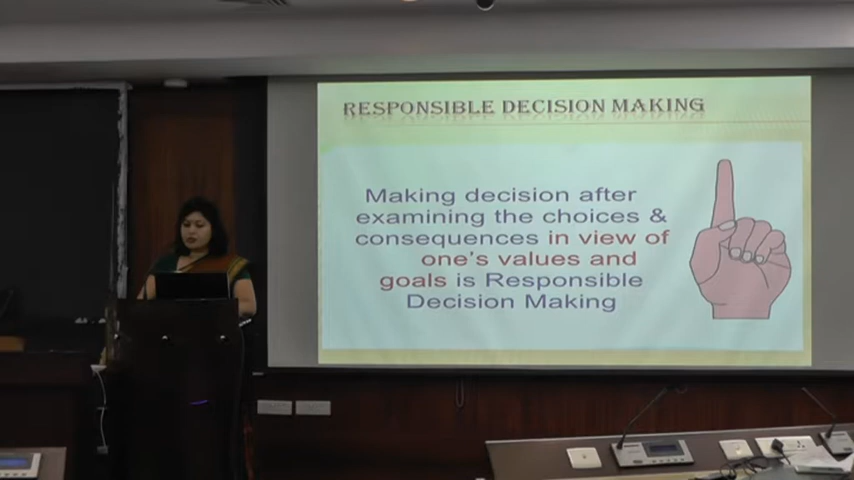 RESPONSIBLE DECISION MAKING
Making decision after
examining the choices &
consequences in view of
one's values and
goals is Responsible
Decision Making